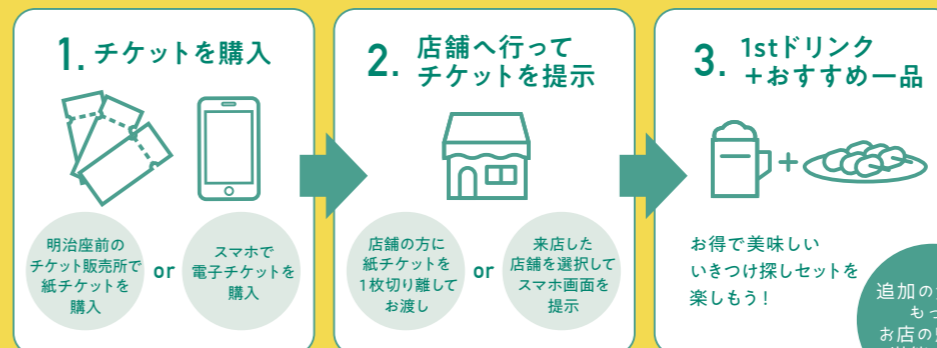 1. チケットを購入
明治座前の
チケット販売所で
紙チケットを
購入
or
スマホで
電子チケットを
購入
2. 店舗へ行って
チケットを提示
店舗の方に
紙チケットを
1枚切り離して
お渡し
or
来店した
店舗を選択して
スマホ画面を
提示
3. 1stドリンク
+おすすめ一品
+
お得で美味しい
いきつけ探しセットを
楽しもう!
追加の
もっ
お店の